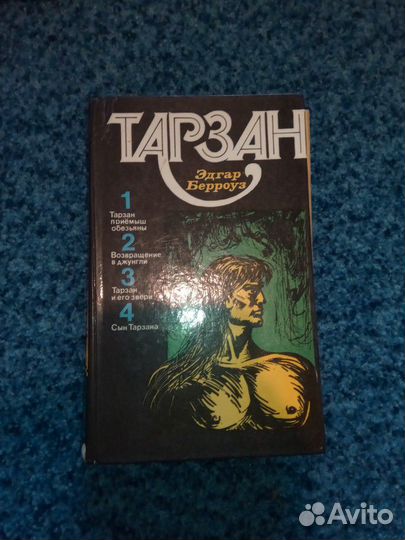 ТАРЗАН
Эдгар
Берроуз
1
Тарзан
приёмыш
обезьяны
2
Возвращение
в джунгли
3
Тарзан
и его звери
4
Сын Тарзана
Avito